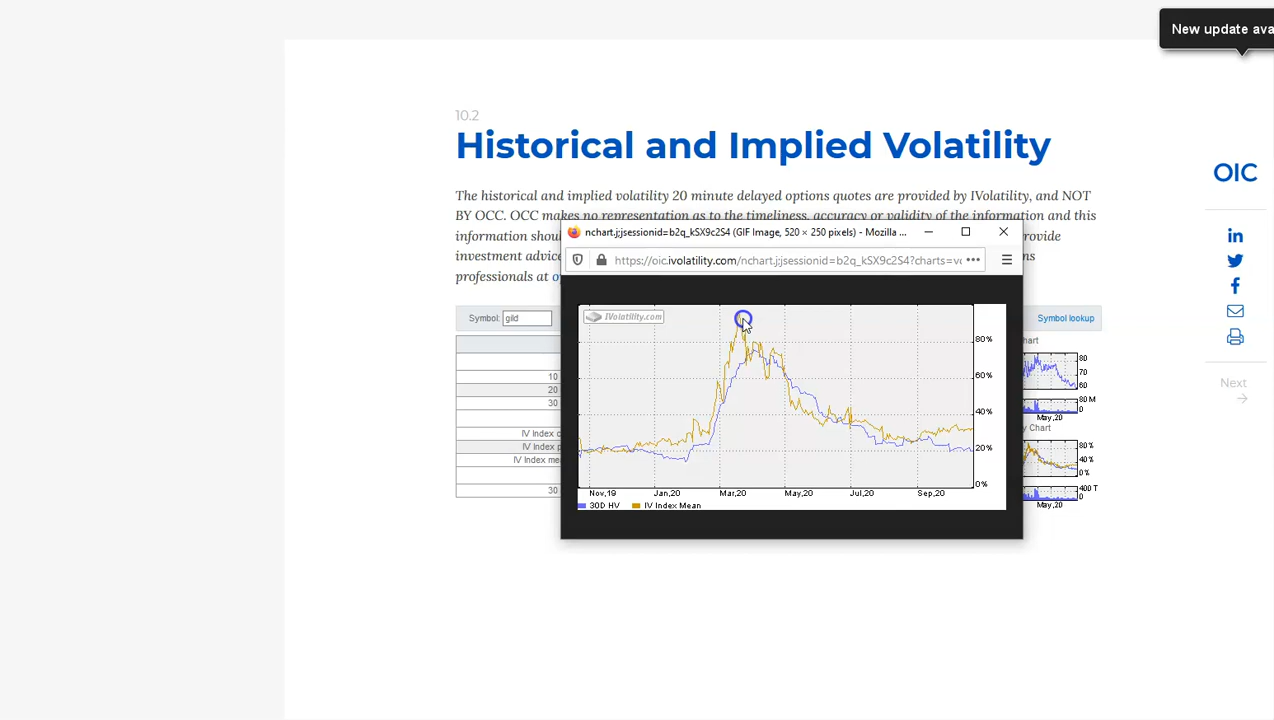 New update ava
10.2
Historical and Implied Volatility
OIC
The historical and implied volatility 20 minute delayed options quotes are provided by IVolatility, and NOT
BY OCC. OCC makes no representation as to the timeliness, accuracy or validity of the information and this
information shou
provide
investment advice
ns
professionals at
nchart.j;jsessionid=b2q_kSX9c2S4 (GIF Image, 520 × 250 pixels) - Mozilla ...
https://oic.ivolatility.com/nchart.j;jsessionid=b2q_kSX9c2S4?charts=vo
Symbol: gild
Symbol lookup
IVolatility.com
80%
60%
40%
20%
0%
Nov,19 Jan,20 Mar,20 May,20 Jul,20 Sep,20
30D HV IV Index Mean
10
20
30
IV Index c
IV Index p
IV Index me
30
hart
80
70
60
80 M
0
May,20
y Chart
80 %
40 %
0 %
400 T
0
May,20
Next